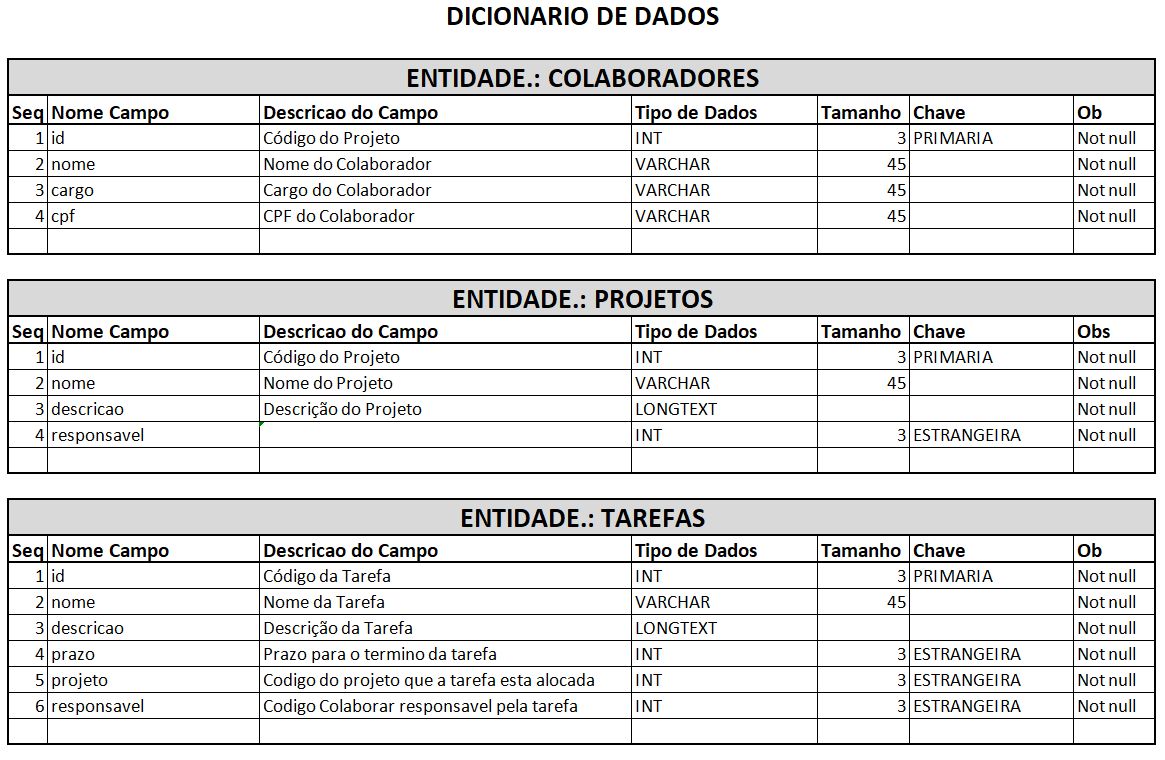 DICIONARIO DE DADOS
ENTIDADE.: COLABORADORES
Seq Nome Campo Descricao do Campo Tipo de Dados Tamanho Chave Ob
1 id Código do Projeto INT 3 PRIMARIA Not null
2 nome Nome do Colaborador VARCHAR 45 Not null
3 cargo Cargo do Colaborador VARCHAR 45 Not null
4 cpf CPF do Colaborador VARCHAR 45 Not null
ENTIDADE.: PROJETOS
Seq Nome Campo Descricao do Campo Tipo de Dados Tamanho Chave Obs
1 id Código do Projeto INT 3 PRIMARIA Not null
2 nome Nome do Projeto VARCHAR 45 Not null
3 descricao Descrição do Projeto LONGTEXT Not null
4 responsavel INT 3 ESTRANGEIRA Not null
ENTIDADE.: TAREFAS
Seq Nome Campo Descricao do Campo Tipo de Dados Tamanho Chave Ob
1 id Código da Tarefa INT 3 PRIMARIA Not null
2 nome Nome da Tarefa VARCHAR 45 Not null
3 descricao Descrição da Tarefa LONGTEXT Not null
4 prazo Prazo para o termino da tarefa INT 3 ESTRANGEIRA Not null
5 projeto Codigo do projeto que a tarefa esta alocada INT 3 ESTRANGEIRA Not null
6 responsavel Codigo Colaborar responsavel pela tarefa INT 3 ESTRANGEIRA Not null